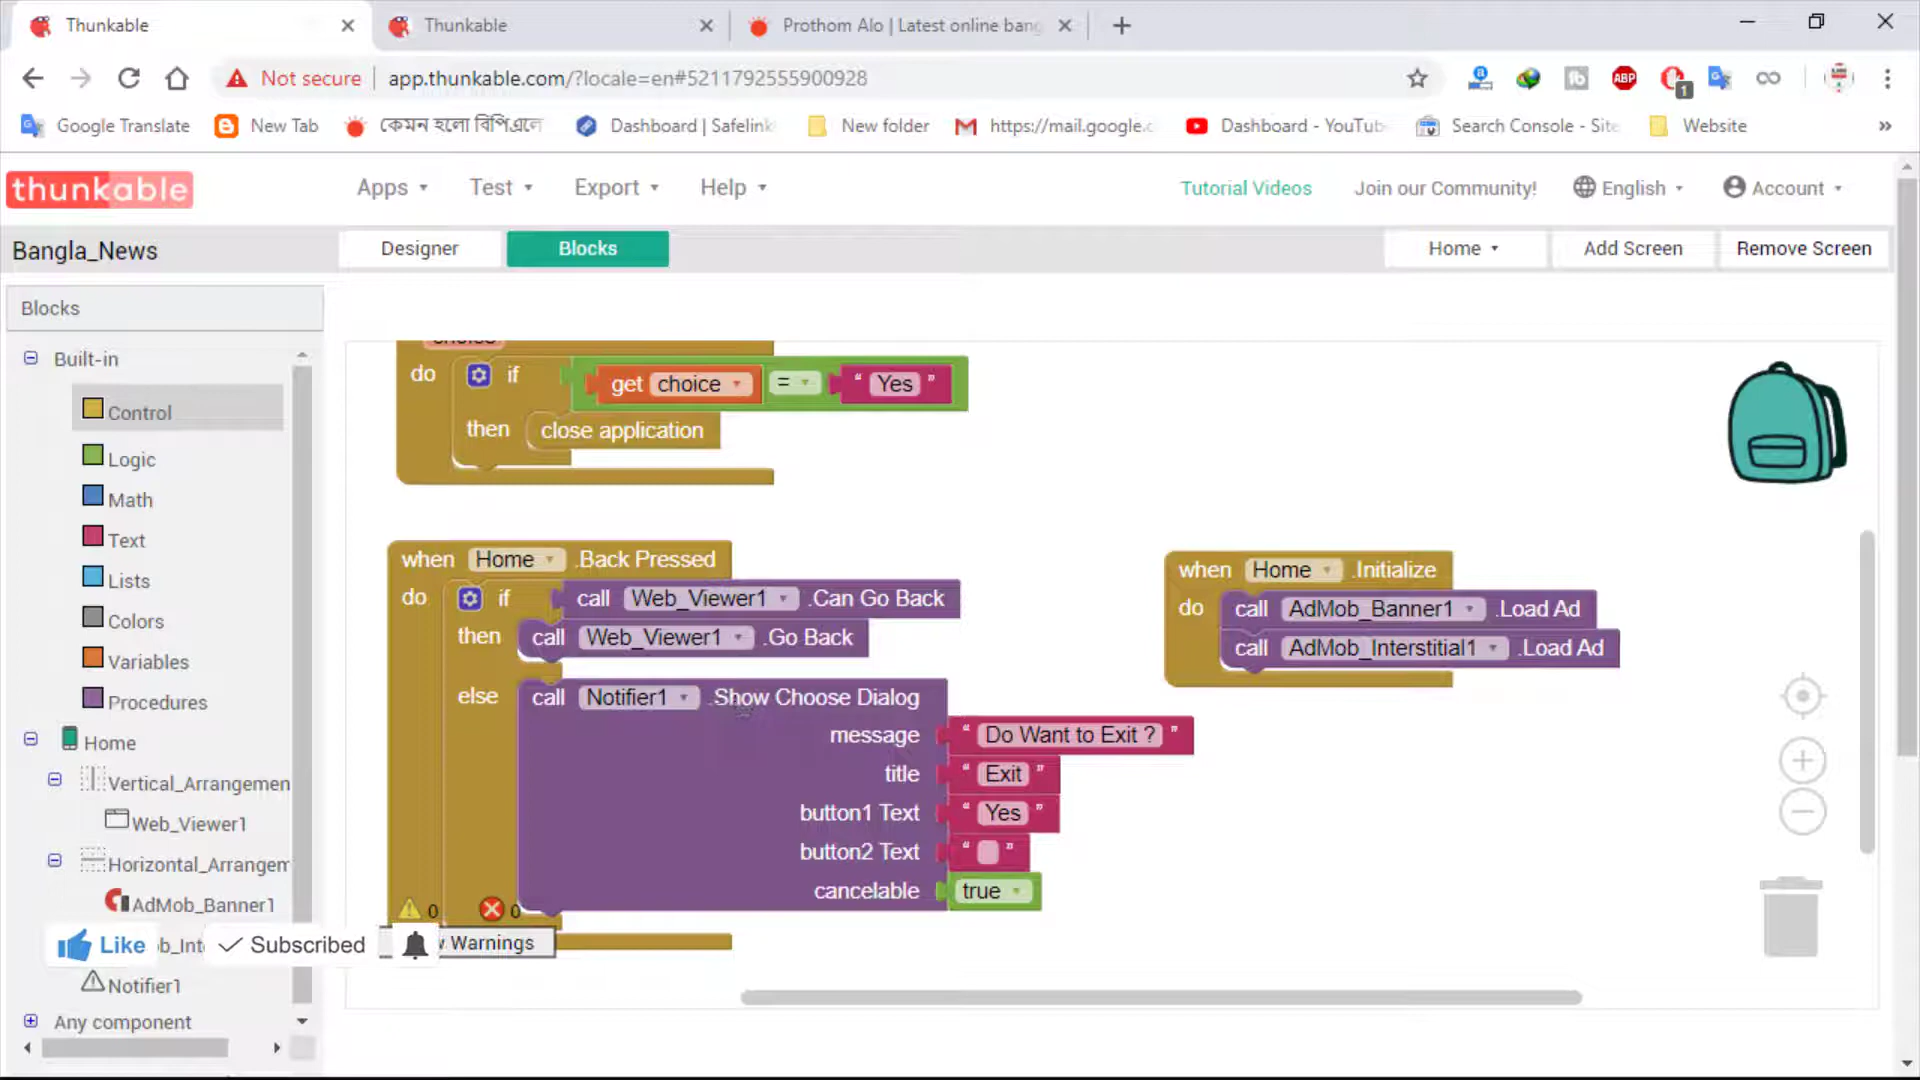 Thunkable
Thunkable
Prothom Alo | Latest online bang
Not secure
app.thunkable.com/?locale=en#5211792555900928
ABP
1
Google Translate
New Tab
কেমন হলো বিপিএলে
Dashboard | Safelink
New folder
https://mail.google.c
Dashboard - YouTub
Search Console - Site
Website
thunkable
Apps
Test
Export
Help
Tutorial Videos
Join our Community!
English
Account
Bangla_News
Designer
Blocks
Home
Add Screen
Remove Screen
Blocks
Built-in
Control
Logic
Math
Text
Lists
Colors
Variables
Procedures
Home
Vertical_Arrangemen
Web_Viewer1
Horizontal_Arrangem
AdMob_Banner1
ob_Int
Notifier1
Any component
choice
do if get choice = " Yes "
then close application
when Home .Back Pressed
do if call Web_Viewer1 .Can Go Back
then call Web_Viewer1 .Go Back
else call Notifier1 .Show Choose Dialog
message " Do Want to Exit ? "
title " Exit "
button1 Text " Yes "
button2 Text " "
cancelable true
0 0
Warnings
when Home .Initialize
do call AdMob_Banner1 .Load Ad
call AdMob_Interstitial1 .Load Ad
Like
Subscribed